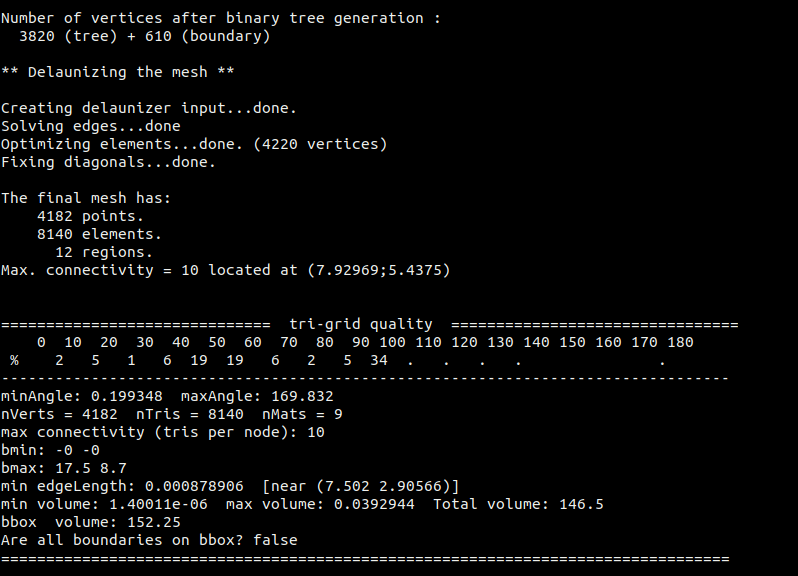 Number of vertices after binary tree generation :
  3820 (tree) + 610 (boundary)

** Delaunizing the mesh **

Creating delaunizer input...done.
Solving edges...done
Optimizing elements...done. (4220 vertices)
Fixing diagonals...done.

The final mesh has:
    4182 points.
    8140 elements.
      12 regions.
Max. connectivity = 10 located at (7.92969;5.4375)

==============================  tri-grid quality  ================================
    0  10  20  30  40  50  60  70  80  90 100 110 120 130 140 150 160 170 180
 %    2   5   1   6  19  19   6   2   5  34  .   .   .   .               .
---------------------------------------------------------------------------------
minAngle: 0.199348  maxAngle: 169.832
nVerts = 4182  nTris = 8140  nMats = 9
max connectivity (tris per node): 10
bmin: -0 -0
bmax: 17.5 8.7
min edgeLength: 0.000878906  [near (7.502 2.90566)]
min volume: 1.40011e-06  max volume: 0.0392944  Total volume: 146.5
bbox  volume: 152.25
Are all boundaries on bbox? false
=================================================================================